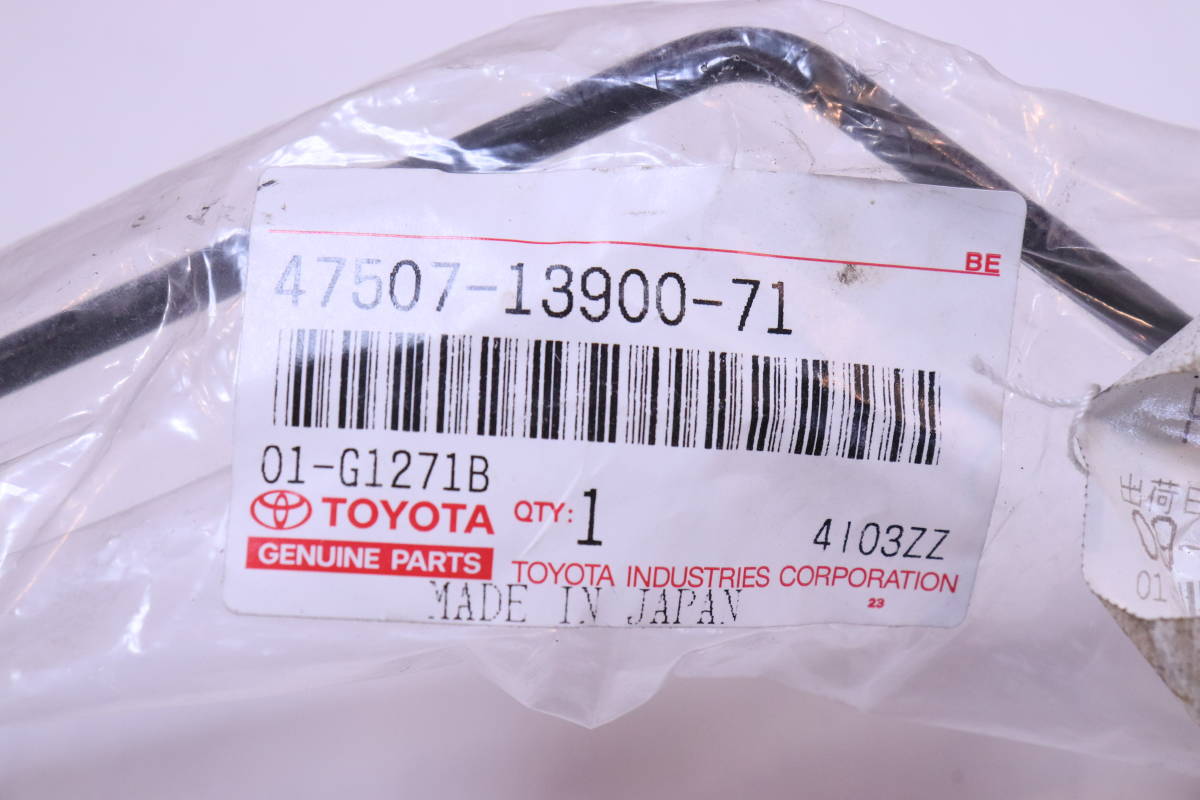 BE
47507-13900-71
01-G1271B
TOYOTA
GENUINE PARTS
QTY: 1
4I03ZZ
TOYOTA INDUSTRIES CORPORATION
23
MADE IN JAPAN
出荷日
01